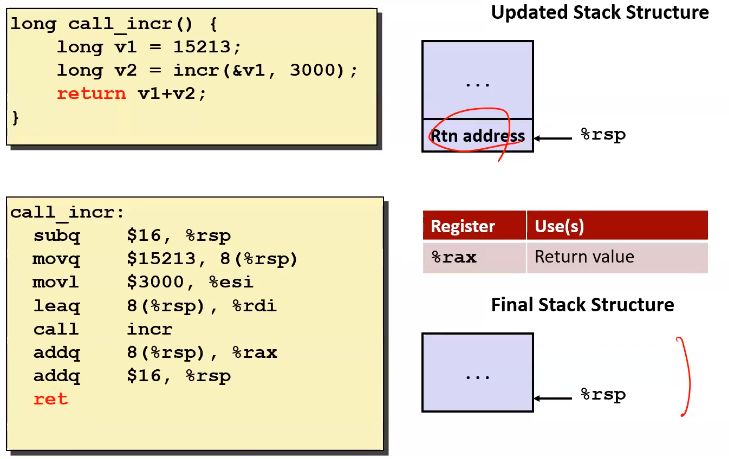 long call_incr() {
    long v1 = 15213;
    long v2 = incr(&v1, 3000);
    return v1+v2;
}
Updated Stack Structure
...
Rtn address
%rsp
call_incr:
  subq    $16, %rsp
  movq    $15213, 8(%rsp)
  movl    $3000, %esi
  leaq    8(%rsp), %rdi
  call    incr
  addq    8(%rsp), %rax
  addq    $16, %rsp
  ret
Register Use(s)
%rax Return value
Final Stack Structure
...
%rsp